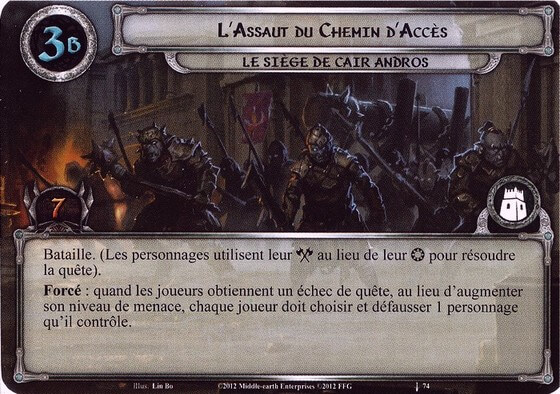 3B
L'Assaut du Chemin d'Accès
Le Siège de Cair Andros
7
Bataille. (Les personnages utilisent leur au lieu de leur pour résoudre
la quête).
Forcé : quand les joueurs obtiennent un échec de quête, au lieu d'augmenter
son niveau de menace, chaque joueur doit choisir et défausser 1 personnage
qu'il contrôle.
Illus. Lin Bo ©2012 Middle-earth Enterprises ©2012 FFG 74